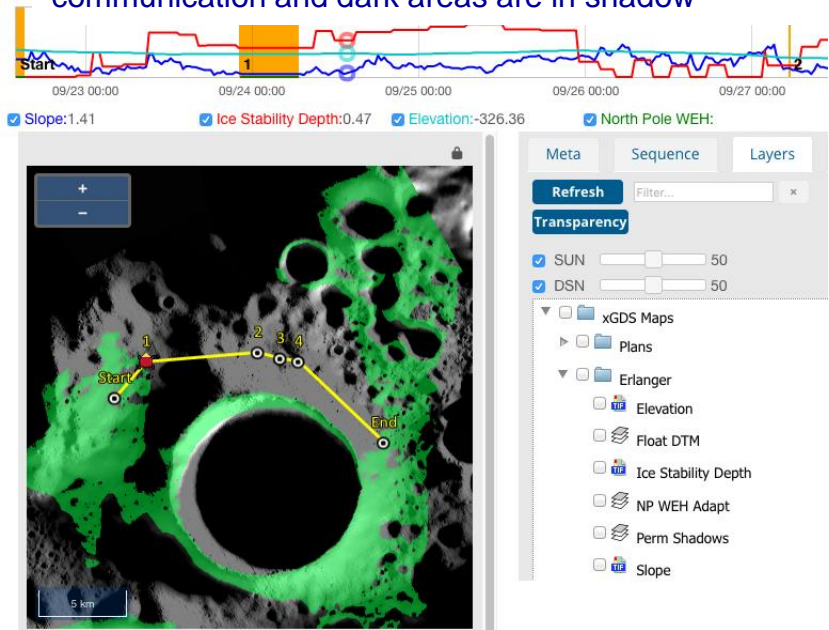 communication and dark areas are in shadow
Start 1 2
09/23 00:00 09/24 00:00 09/25 00:00 09/26 00:00 09/27 00:00
Slope:1.41 Ice Stability Depth:0.47 Elevation:-326.36 North Pole WEH:
Meta Sequence Layers
+
Refresh Filter... ×
−
Transparency
SUN 50
DSN 50
xGDS Maps
Plans
Erlanger
Elevation
Float DTM
Ice Stability Depth
NP WEH Adapt
Perm Shadows
Slope
1 2 3 4
Start
End
5 km